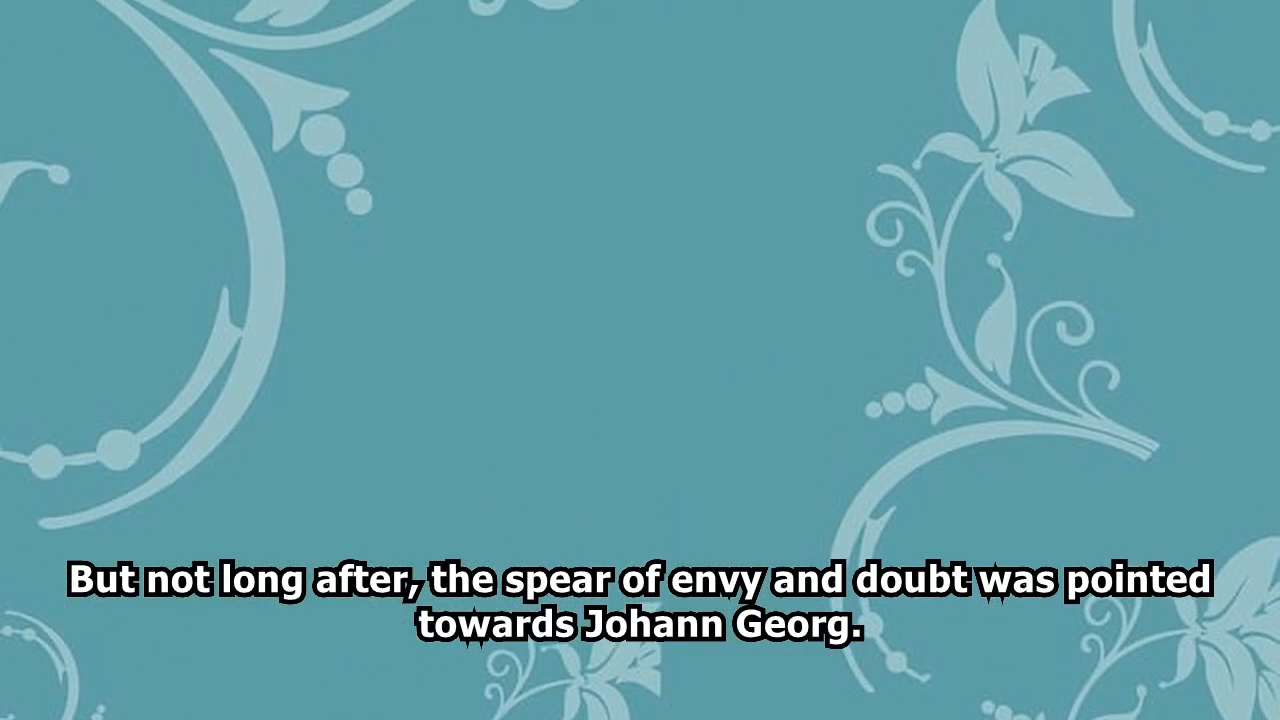 But not long after, the spear of envy and doubt was pointed
towards Johann Georg.